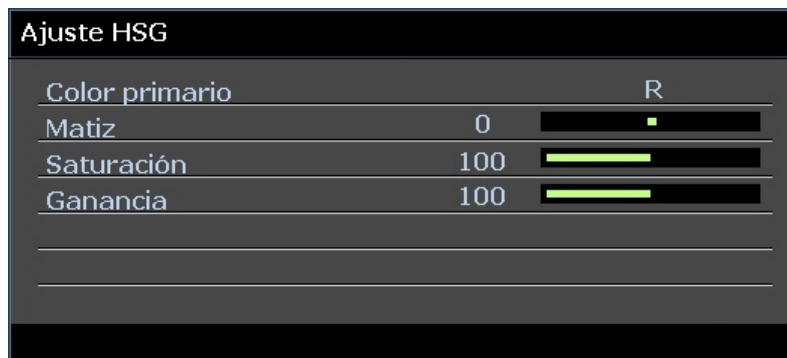 Ajuste HSG
Color primario R
Matiz 0
Saturación 100
Ganancia 100